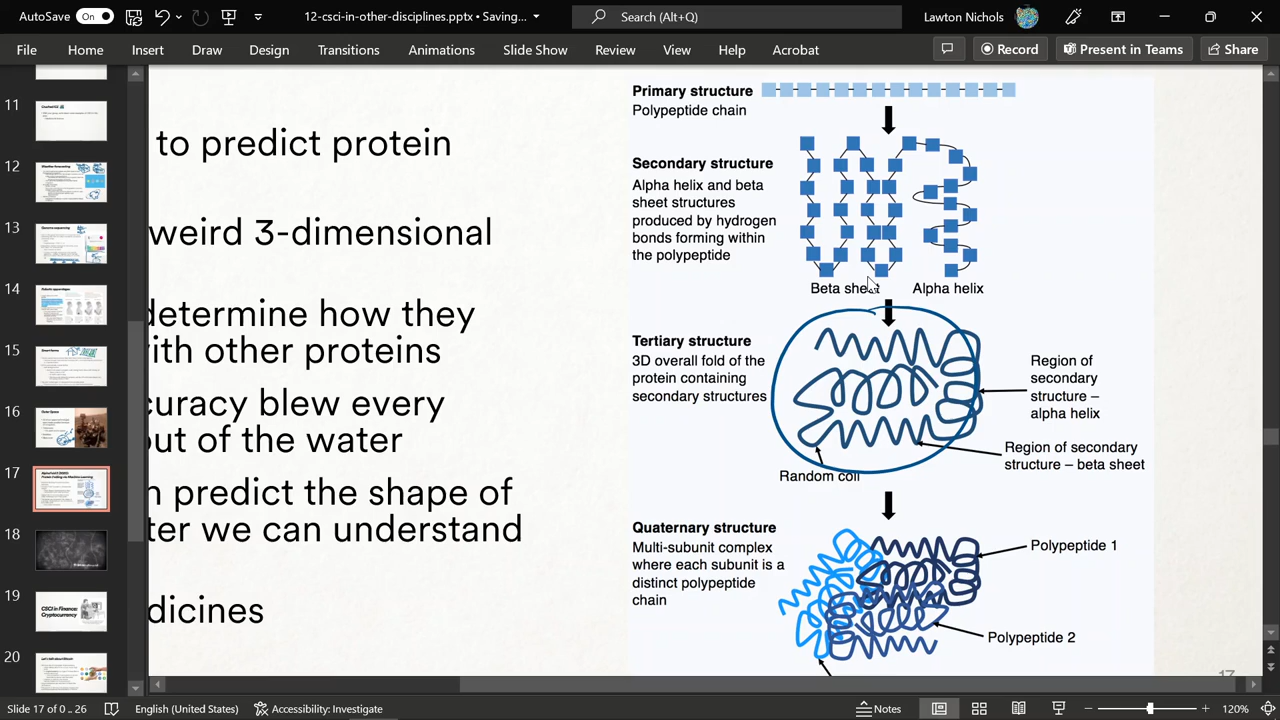 AutoSave On 12-csci-in-other-disciplines.pptx • Saving... Search (Alt+Q) Lawton Nichols
File Home Insert Draw Design Transitions Animations Slide Show Review View Help Acrobat Record Present in Teams Share
11
12
13
14
15
16
17
18
19
20
to predict protein
weird 3-dimensional
determine how they
with other proteins
curacy blew every
out of the water
n predict the shape of
ter we can understand
dicines
Primary structure
Polypeptide chain
Secondary structure
Alpha helix and beta
sheet structures
produced by hydrogen
bonds forming within
the polypeptide
Beta sheet Alpha helix
Tertiary structure
3D overall fold of the
protein containing
secondary structures
Region of
secondary
structure –
alpha helix
Region of secondary
structure – beta sheet
Random coil
Quaternary structure
Multi-subunit complex
where each subunit is a
distinct polypeptide
chain
Polypeptide 1
Polypeptide 2
17
Slide 17 of 0 .. 26 English (United States) Accessibility: Investigate Notes 120%